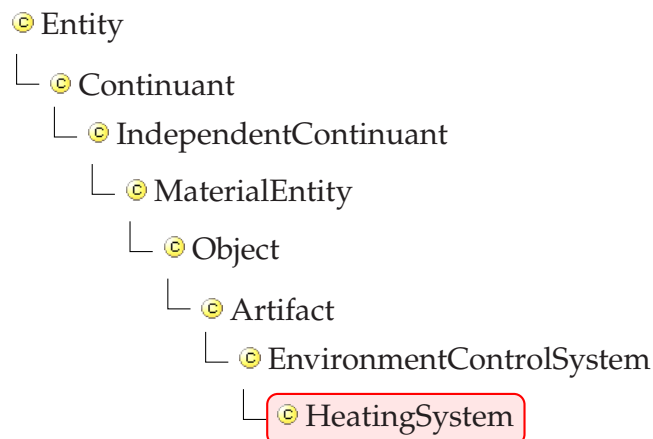 Entity
Continuant
IndependentContinuant
MaterialEntity
Object
Artifact
EnvironmentControlSystem
HeatingSystem